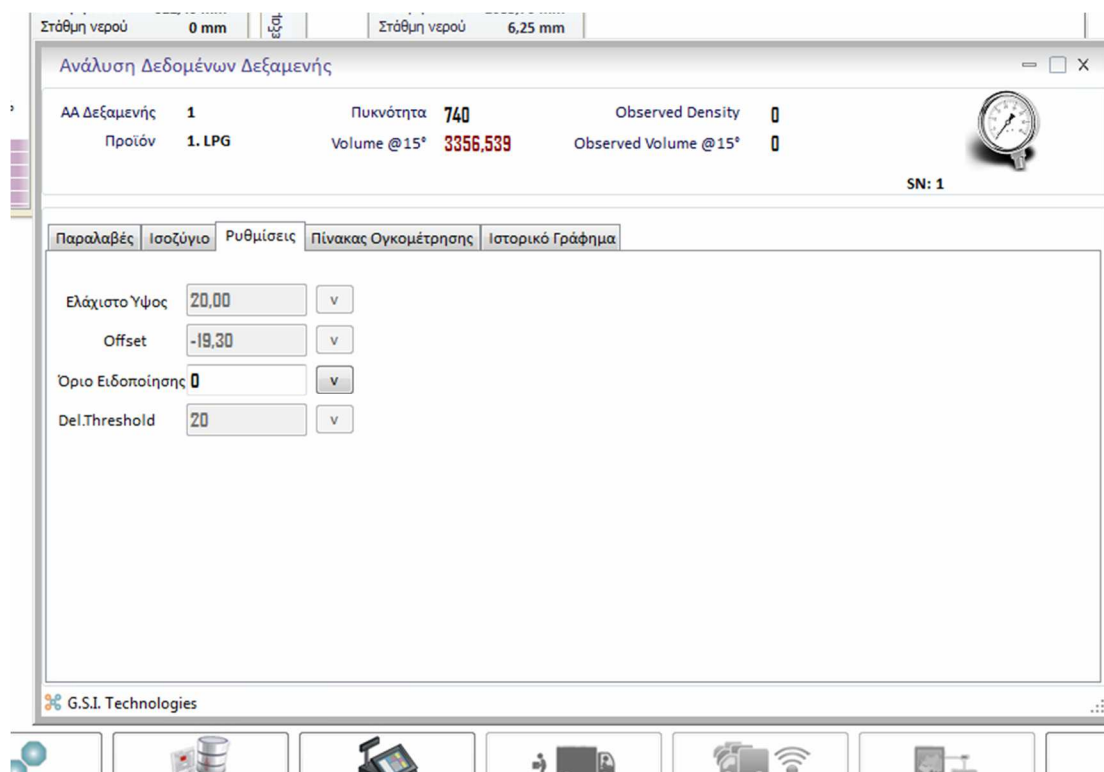 Στάθμη νερού 0 mm Στάθμη νερού 6,25 mm
Ανάλυση Δεδομένων Δεξαμενής
ΑΑ Δεξαμενής 1 Πυκνότητα 740 Observed Density 0
Προϊόν 1. LPG Volume @15° 3356,539 Observed Volume @15° 0
SN: 1
Παραλαβές Ισοζύγιο Ρυθμίσεις Πίνακας Ογκομέτρησης Ιστορικό Γράφημα
Ελάχιστο Ύψος 20,00 v
Offset -19,30 v
Όριο Ειδοποίησης 0 v
Del.Threshold 20 v
G.S.I. Technologies